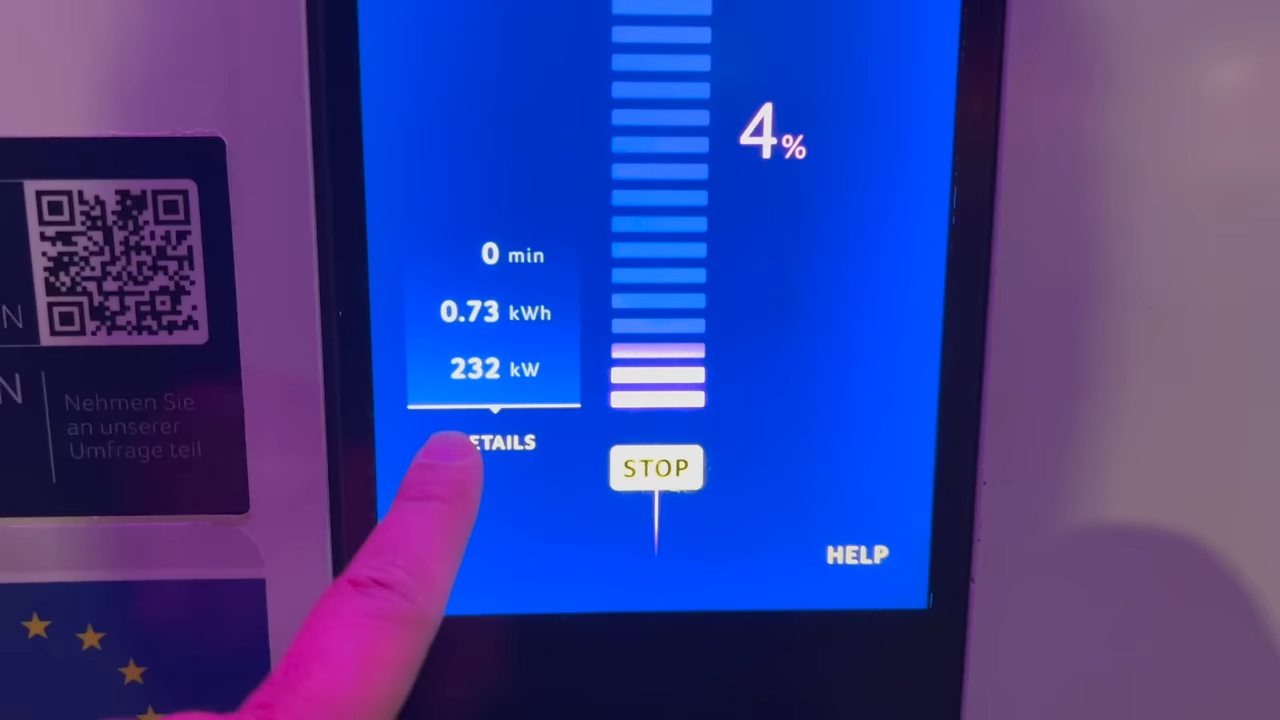 N
N
Nehmen Sie
an unserer
Umfrage teil
4%
0 min
0.73 kWh
232 kW
ETAILS
STOP
HELP